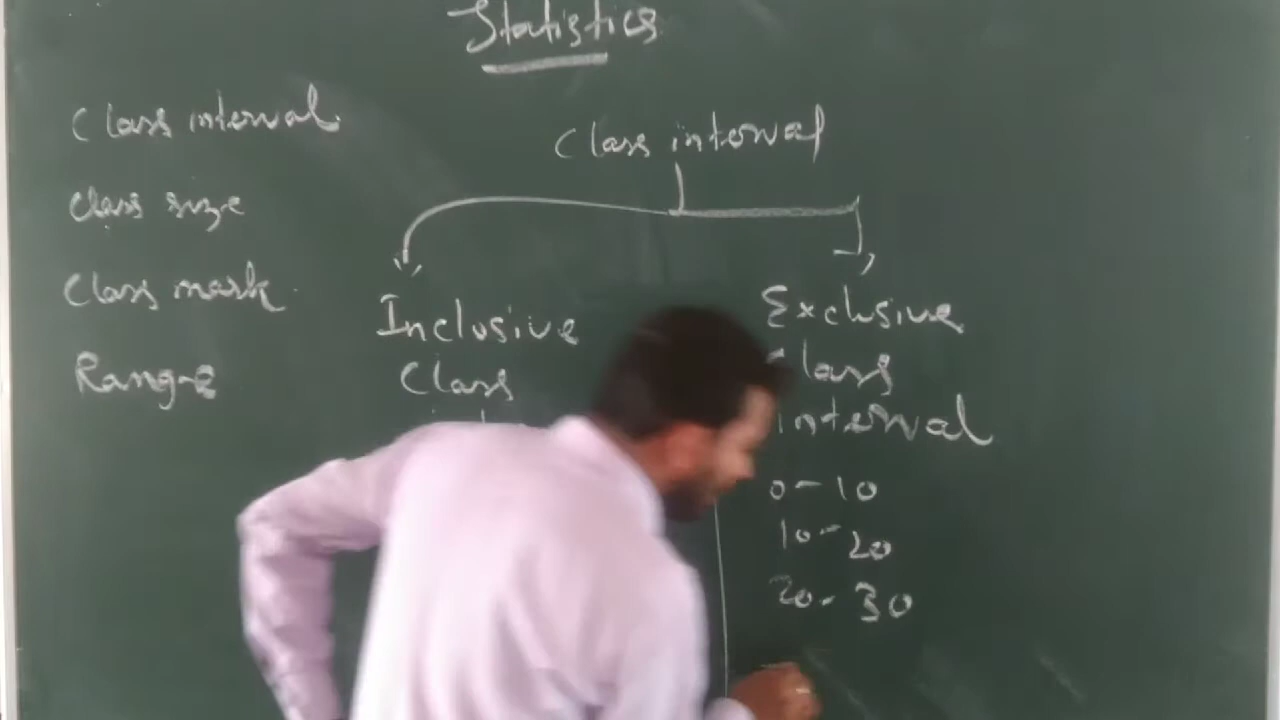 Statistics
Class interval
Class size
Class mark
Range
Class interval
Inclusive
Class
Exclusive
Class
interval
0-10
10-20
20-30